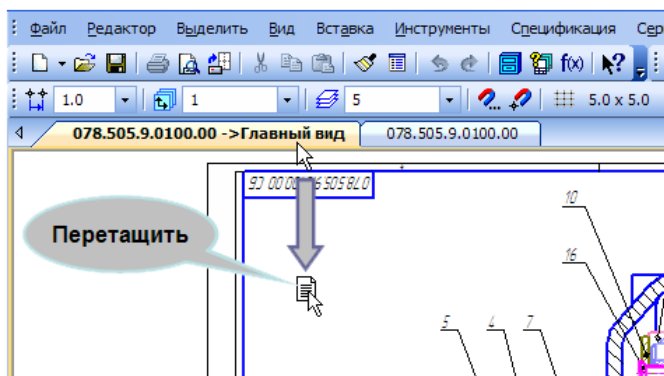 Файл Редактор Выделить Вид Вставка Инструменты Спецификация Сер
f(x)
1.0 1 5 5.0 x 5.0
078.505.9.0100.00 ->Главный вид 078.505.9.0100.00
10
Перетащить
16
5 4 7